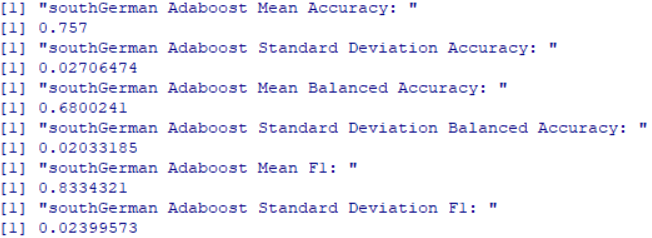 [1] "southGerman Adaboost Mean Accuracy: "
[1] 0.757
[1] "southGerman Adaboost Standard Deviation Accuracy: "
[1] 0.02706474
[1] "southGerman Adaboost Mean Balanced Accuracy: "
[1] 0.6800241
[1] "southGerman Adaboost Standard Deviation Balanced Accuracy: "
[1] 0.02033185
[1] "southGerman Adaboost Mean F1: "
[1] 0.8334321
[1] "southGerman Adaboost Standard Deviation F1: "
[1] 0.02399573